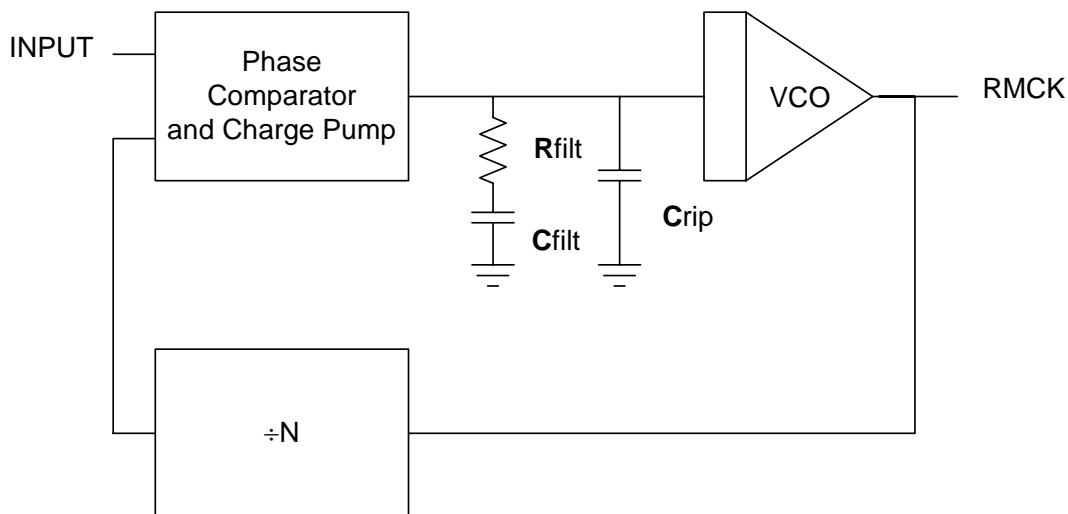 INPUT
Phase
Comparator
and Charge Pump
VCO
RMCK
Rfilt
Cfilt
Crip
÷N